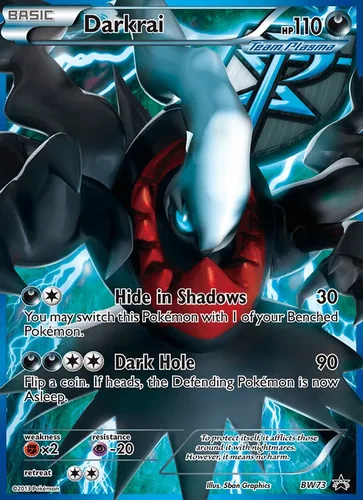 BASIC
Darkrai
HP110
Team Plasma
Hide in Shadows 30
You may switch this Pokémon with 1 of your Benched
Pokémon.
Dark Hole 90
Flip a coin. If heads, the Defending Pokémon is now
Asleep.
weakness
×2
resistance
-20
To protect itself, it afflicts those
around it with nightmares.
However, it means no harm.
retreat
©2013 Pokémon
Illus. 5ban Graphics
BW73
PROMO